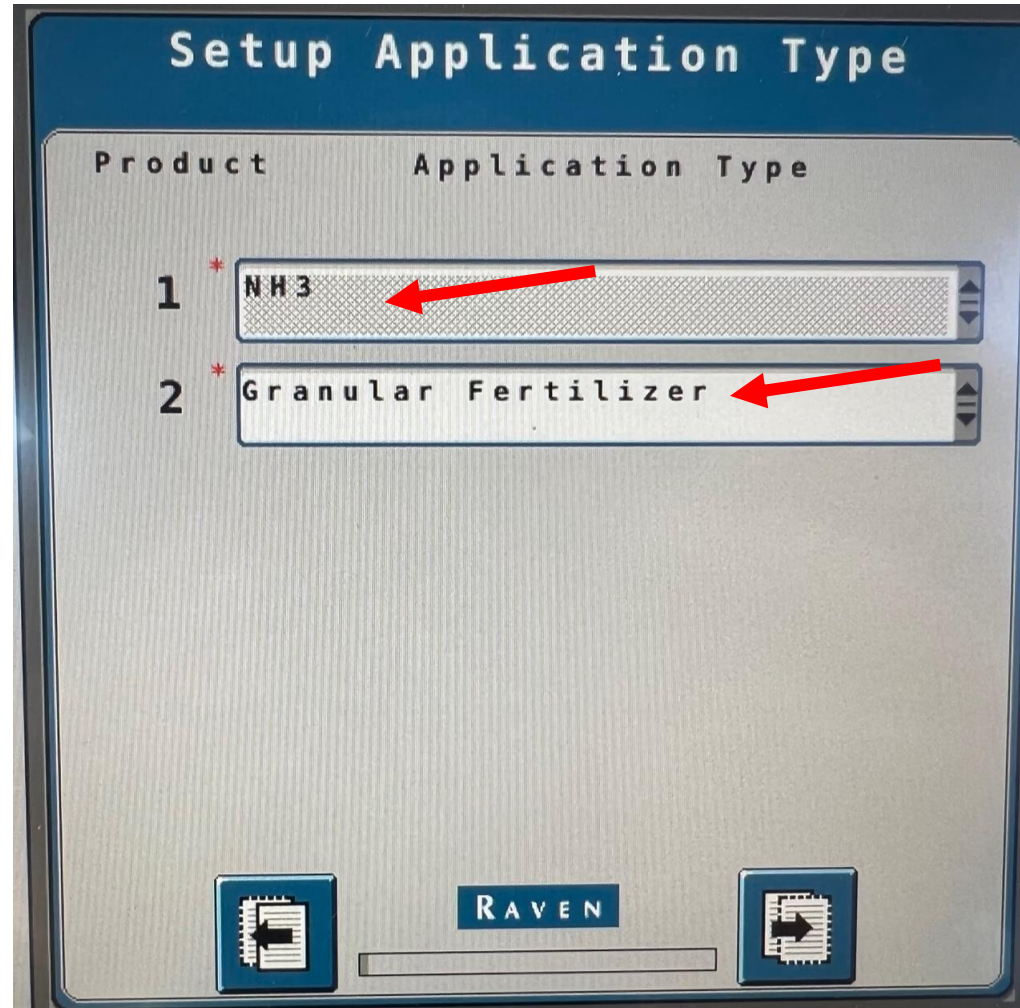 Setup Application Type
Product Application Type
1 * NH3
2 * Granular Fertilizer
RAVEN